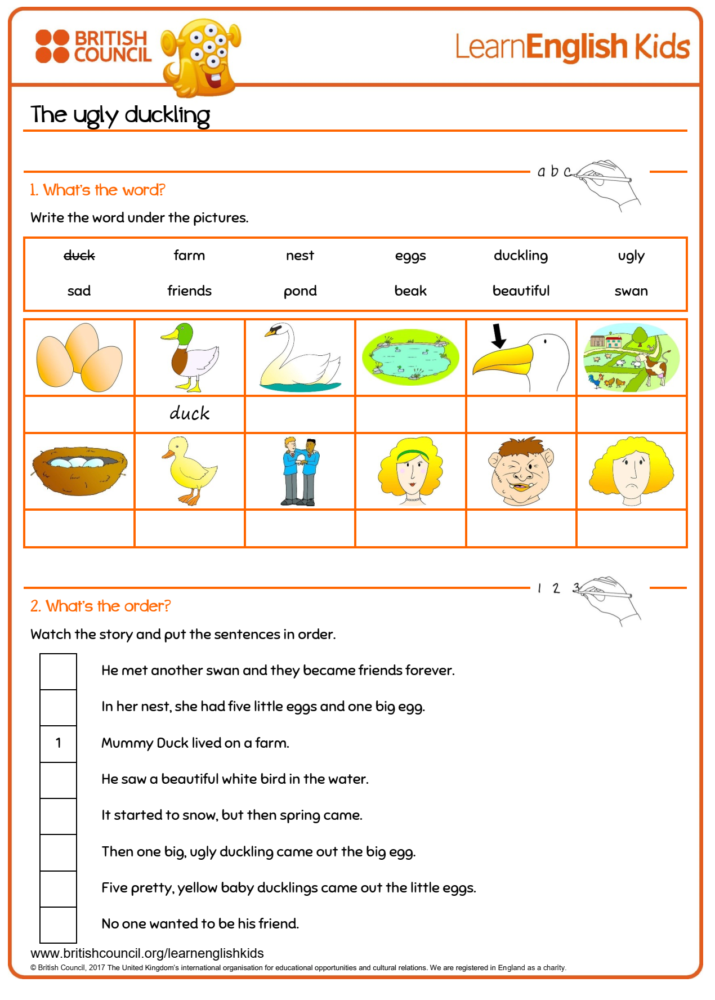 BRITISH
COUNCIL
LearnEnglish Kids
The ugly duckling
a b c
1. What's the word?
Write the word under the pictures.
duck farm nest eggs duckling ugly
sad friends pond beak beautiful swan
duck
1 2 3
2. What's the order?
Watch the story and put the sentences in order.
He met another swan and they became friends forever.
In her nest, she had five little eggs and one big egg.
1 Mummy Duck lived on a farm.
He saw a beautiful white bird in the water.
It started to snow, but then spring came.
Then one big, ugly duckling came out the big egg.
Five pretty, yellow baby ducklings came out the little eggs.
No one wanted to be his friend.
www.britishcouncil.org/learnenglishkids
© British Council, 2017 The United Kingdom's international organisation for educational opportunities and cultural relations. We are registered in England as a charity.